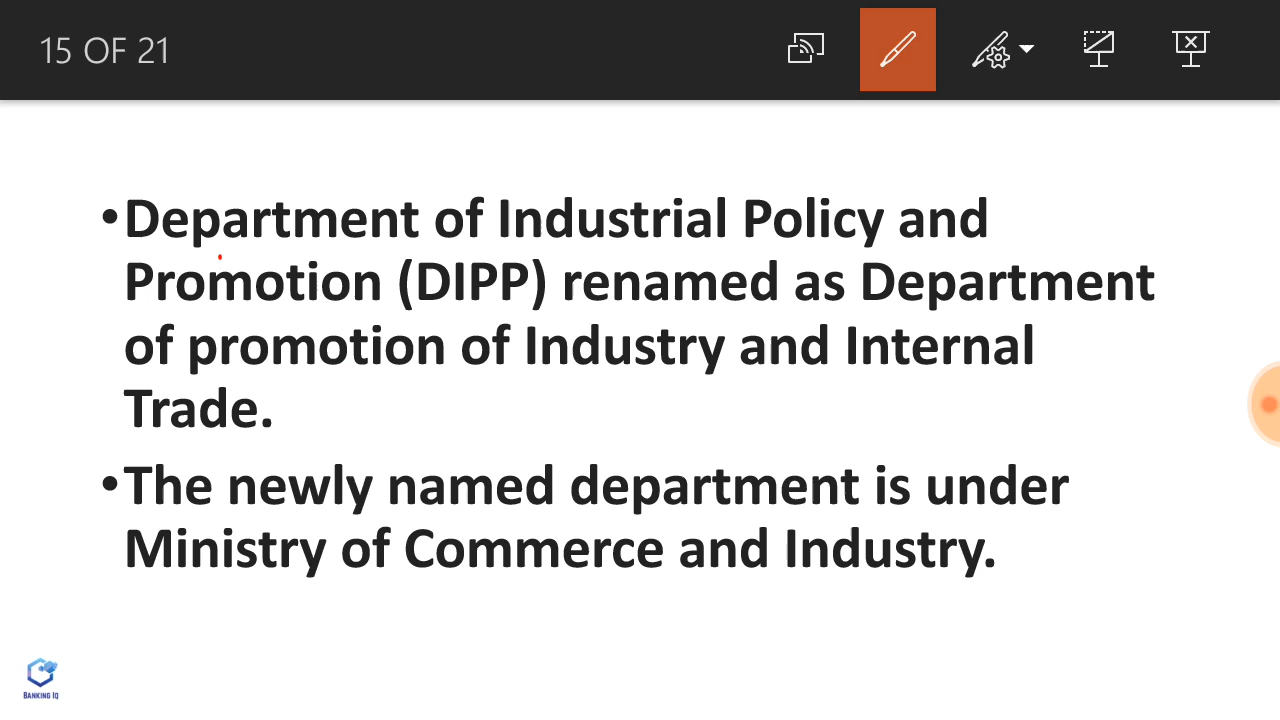 15 OF 21
•Department of Industrial Policy and
Promotion (DIPP) renamed as Department
of promotion of Industry and Internal
Trade.
•The newly named department is under
Ministry of Commerce and Industry.
BANKING IQ